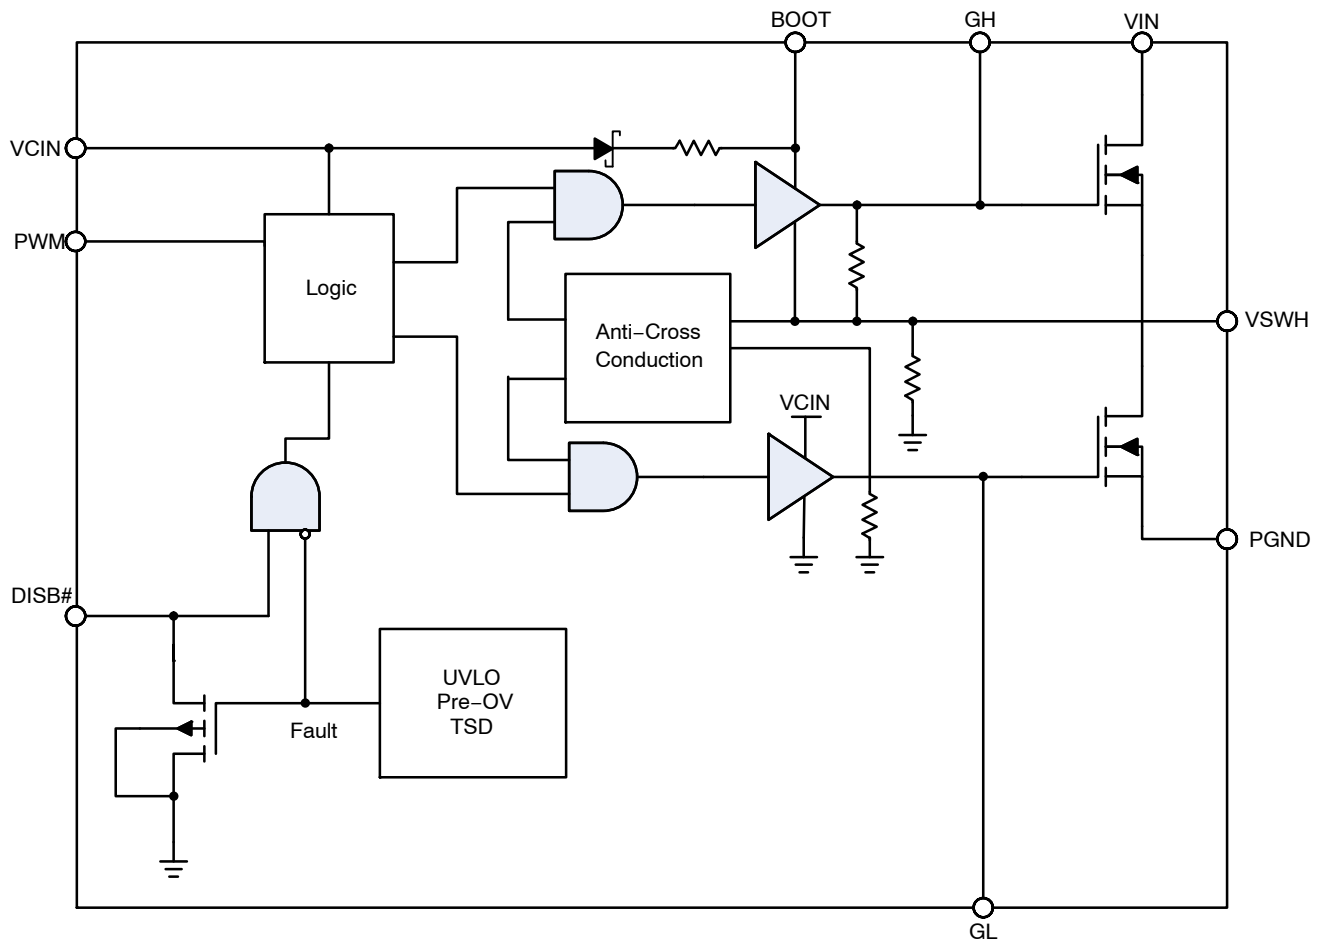 BOOT
GH
VIN
VCIN
PWM
Logic
Anti−Cross
Conduction
VSWH
VCIN
PGND
DISB#
UVLO
Pre−OV
TSD
Fault
GL